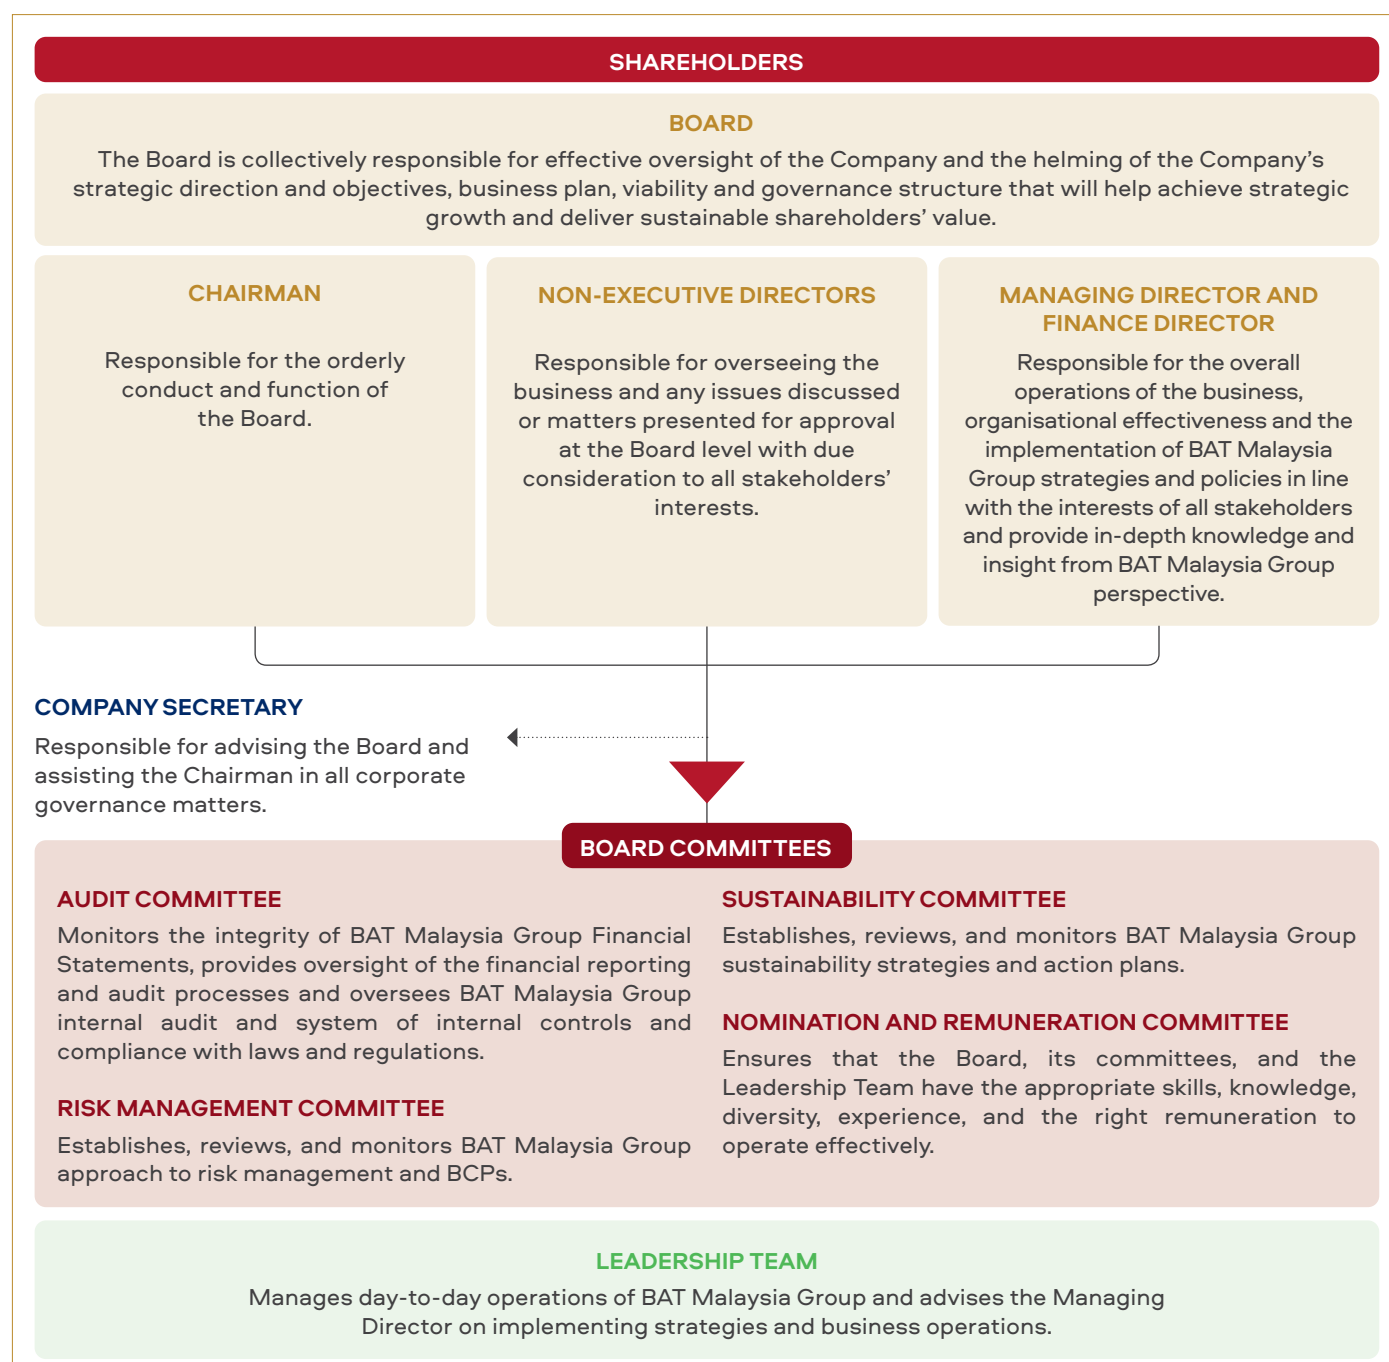 SHAREHOLDERS
BOARD
The Board is collectively responsible for effective oversight of the Company and the helming of the Company’s
strategic direction and objectives, business plan, viability and governance structure that will help achieve strategic
growth and deliver sustainable shareholders’ value.
CHAIRMAN
Responsible for the orderly
conduct and function of
the Board.
NON-EXECUTIVE DIRECTORS
Responsible for overseeing the
business and any issues discussed
or matters presented for approval
at the Board level with due
consideration to all stakeholders’
interests.
MANAGING DIRECTOR AND
FINANCE DIRECTOR
Responsible for the overall
operations of the business,
organisational effectiveness and the
implementation of BAT Malaysia
Group strategies and policies in line
with the interests of all stakeholders
and provide in-depth knowledge and
insight from BAT Malaysia Group
perspective.
COMPANY SECRETARY
Responsible for advising the Board and
assisting the Chairman in all corporate
governance matters.
BOARD COMMITTEES
AUDIT COMMITTEE
Monitors the integrity of BAT Malaysia Group Financial
Statements, provides oversight of the financial reporting
and audit processes and oversees BAT Malaysia Group
internal audit and system of internal controls and
compliance with laws and regulations.
RISK MANAGEMENT COMMITTEE
Establishes, reviews, and monitors BAT Malaysia Group
approach to risk management and BCPs.
SUSTAINABILITY COMMITTEE
Establishes, reviews, and monitors BAT Malaysia Group
sustainability strategies and action plans.
NOMINATION AND REMUNERATION COMMITTEE
Ensures that the Board, its committees, and the
Leadership Team have the appropriate skills, knowledge,
diversity, experience, and the right remuneration to
operate effectively.
LEADERSHIP TEAM
Manages day-to-day operations of BAT Malaysia Group and advises the Managing
Director on implementing strategies and business operations.